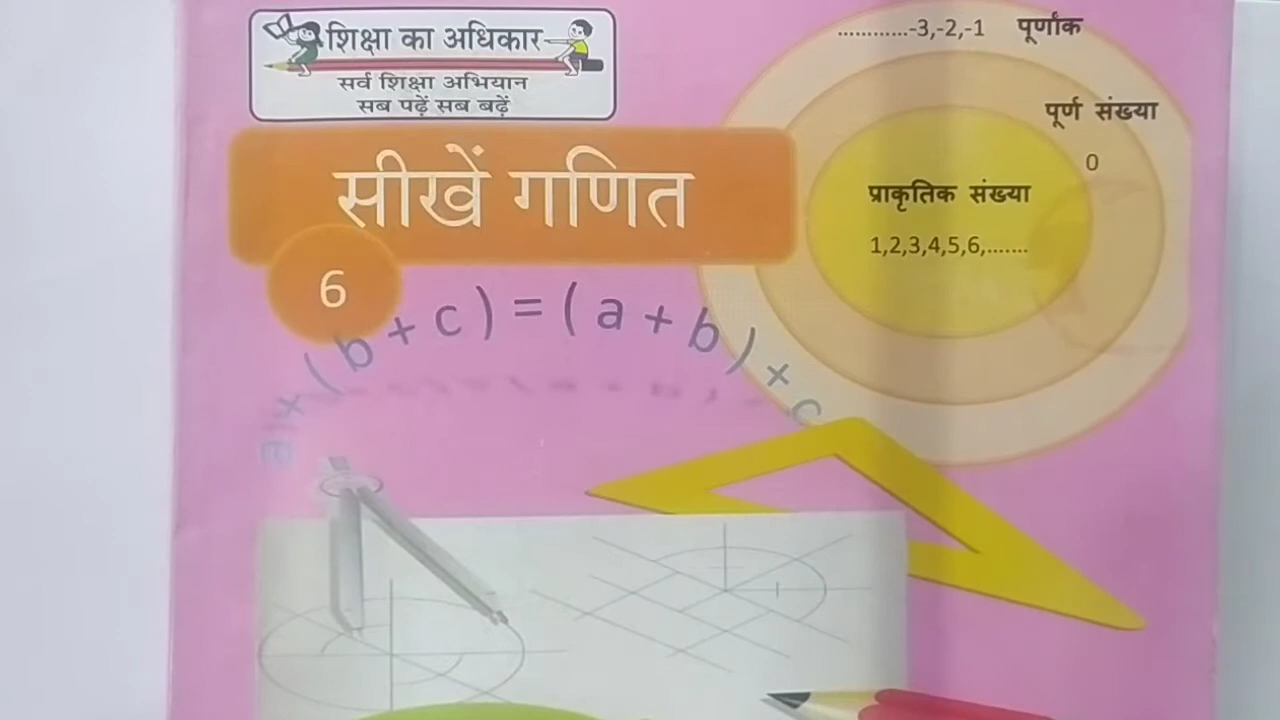 शिक्षा का अधिकार
सर्व शिक्षा अभियान
सब पढ़ें सब बढ़ें
............-3,-2,-1 पूर्णांक
पूर्ण संख्या
0
प्राकृतिक संख्या
1,2,3,4,5,6,.......
सीखें गणित
6
a+(b+c)=(a+b)+c